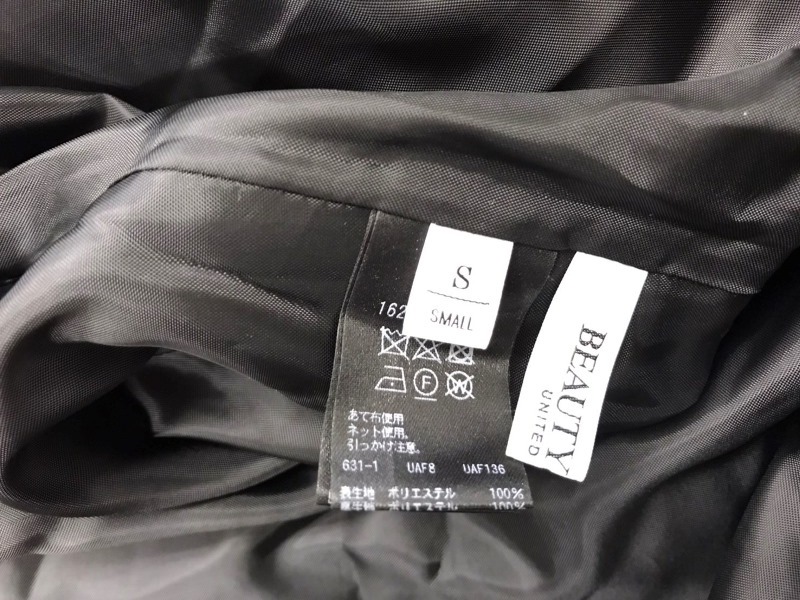 S
SMALL
162
F
W
あて布使用
ネット使用。
引っかけ注意。
631-1 UAF8 UAF136
裏生地 ポリエステル 100%
BEAUTY
UNITED